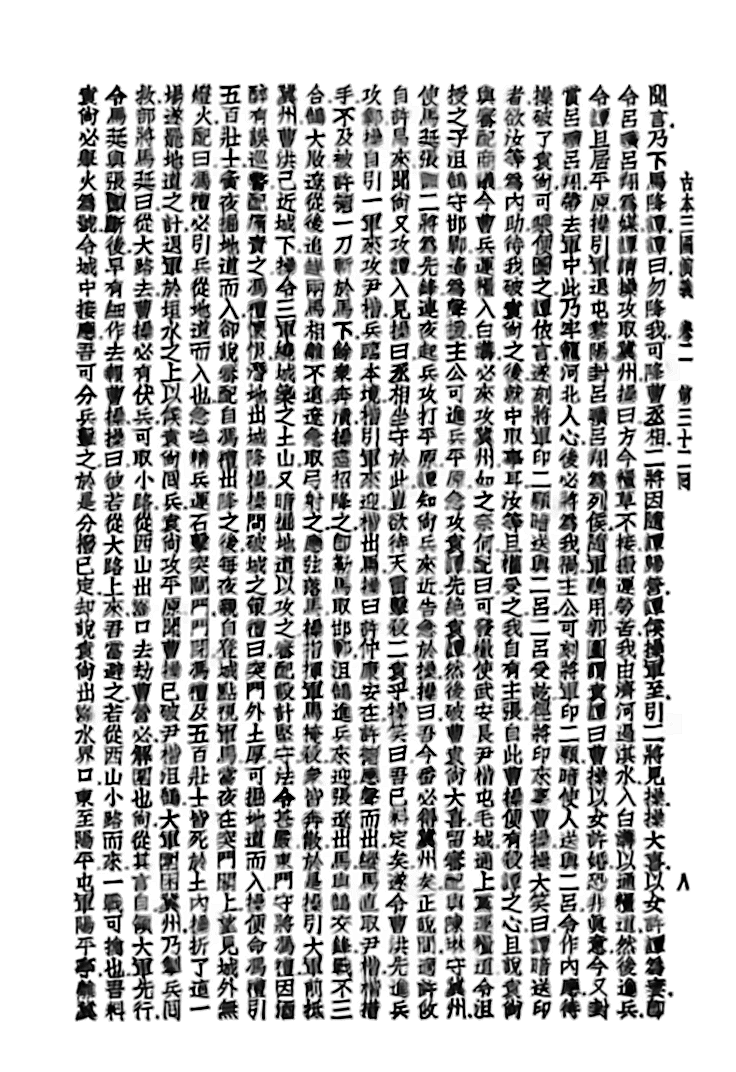 古本三國演義 卷二 第三十二回 八
聞言乃下馬降譚譚曰勿降我可降曹丞相二將因隨譚歸營譚候操軍至引二將見操操大喜以女許譚為妻卽
令呂曠呂翔為媒譚請操攻取冀州操曰方今糧草不接搬運勞苦我由濟河遏淇水入白溝以通糧道然後進兵
令譚且居平原操引軍退屯黎陽封呂曠呂翔為列侯隨軍聽用郭圖謂袁譚曰曹操以女許婚恐非真意今又封
賞呂曠呂翔帶去軍中此乃牢籠河北人心後必將為我禍主公可刻將軍印二顆暗使人送與二呂令作內應待
操破了袁尚可乘便圖之譚依言遂刻將軍印二顆暗送與二呂二呂受訖徑將印來稟曹操操大笑曰譚暗送印
者欲汝等為內助待我破袁尚之後就中取事耳汝等且權受之我自有主張自此曹操便有殺譚之心且說袁尚
與審配商議今曹兵運糧入白溝必來攻冀州如之奈何配曰可發檄使武安長尹楷屯毛城通上黨運糧道令沮
授之子沮鵠守邯鄲遠為聲援主公可進兵平原急攻袁譚先絕袁譚然後破曹袁尚大喜留審配與陳琳守冀州
使馬延張顗二將為先鋒連夜起兵攻打平原譚知尚兵來近告急於操操曰吾今番必得冀州矣正說間適許攸
自許昌來聞尚又攻譚入見操曰丞相坐守於此豈欲待天雷擊殺二袁乎操笑曰吾已料定矣遂令曹洪先進兵
攻鄴操自引一軍來攻尹楷兵臨本境楷引軍來迎楷出馬操曰許仲康安在許褚應聲而出縱馬直取尹楷楷措
手不及被許褚一刀斬於馬下餘眾奔潰操盡招降之卽勒馬取邯鄲沮鵠進兵來迎張遼出馬與鵠交鋒戰不三
合鵠大敗遼從後追趕兩馬相離不遠遼急取弓射之應弦落馬操指揮軍馬掩殺眾皆奔散於是操引大軍前抵
冀州曹洪已近城下操令三軍繞城築之土山又暗掘地道以攻之審配設計堅守法令甚嚴東門守將馮禮因酒
醉有誤巡警配痛責之馮禮懷恨潛地出城降操操問破城之策禮曰突門外土厚可掘地道而入操便命馮禮引
五百壯士夤夜掘地道而入卻說審配自馮禮出降之後每夜親自登城點視軍馬當夜在突門閣上望見城外無
燈火配曰馮禮必引兵從地道而入也急喚精兵運石擊突閘門門閉馮禮及五百壯士皆死於土內操折了這一
場遂罷地道之計退軍於洹水之上以候袁尚回兵袁尚攻平原聞曹操已破尹楷沮鵠大軍圍困冀州乃掣兵回
救部將馬延曰從大路去曹操必有伏兵可取小路從西山出滏口去劫曹營必解圍也尚從其言自領大軍先行
令馬延與張顗斷後早有細作去報曹操操曰彼若從大路上來吾當避之若從西山小路而來一戰可擒也吾料
袁尚必舉火為號令城中接應吾可分兵擊之於是分撥已定却說袁尚出滏水界口東至陽平屯軍陽平亭離冀